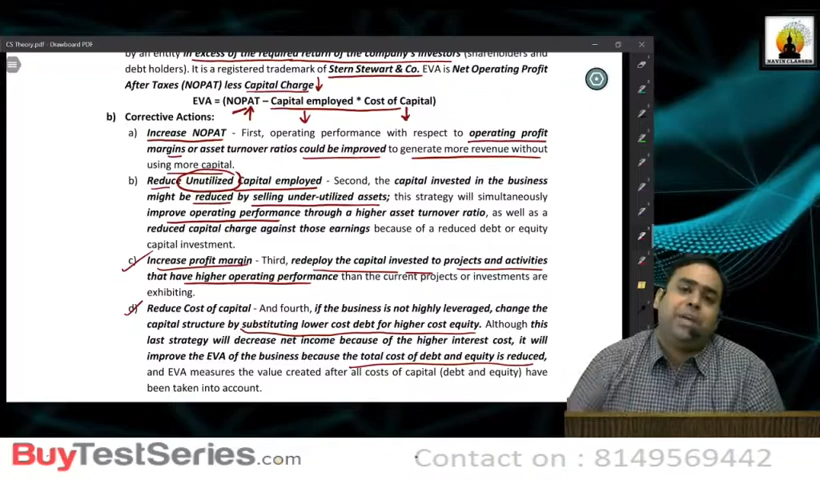 CS Theory.pdf - Drawboard PDF
NAVIN CLASSES
by an entity in excess of the required return of the company's investors (shareholders and
debt holders). It is a registered trademark of Stern Stewart & Co. EVA is Net Operating Profit
After Taxes (NOPAT) less Capital Charge
EVA = (NOPAT – Capital employed * Cost of Capital)
b) Corrective Actions:
a) Increase NOPAT - First, operating performance with respect to operating profit
margins or asset turnover ratios could be improved to generate more revenue without
using more capital.
b) Reduce Unutilized Capital employed - Second, the capital invested in the business
might be reduced by selling under-utilized assets; this strategy will simultaneously
improve operating performance through a higher asset turnover ratio, as well as a
reduced capital charge against those earnings because of a reduced debt or equity
capital investment.
c) Increase profit margin - Third, redeploy the capital invested to projects and activities
that have higher operating performance than the current projects or investments are
exhibiting.
d) Reduce Cost of capital - And fourth, if the business is not highly leveraged, change the
capital structure by substituting lower cost debt for higher cost equity. Although this
last strategy will decrease net income because of the higher interest cost, it will
improve the EVA of the business because the total cost of debt and equity is reduced,
and EVA measures the value created after all costs of capital (debt and equity) have
been taken into account.
BuyTestSeries.com
Contact on : 8149569442